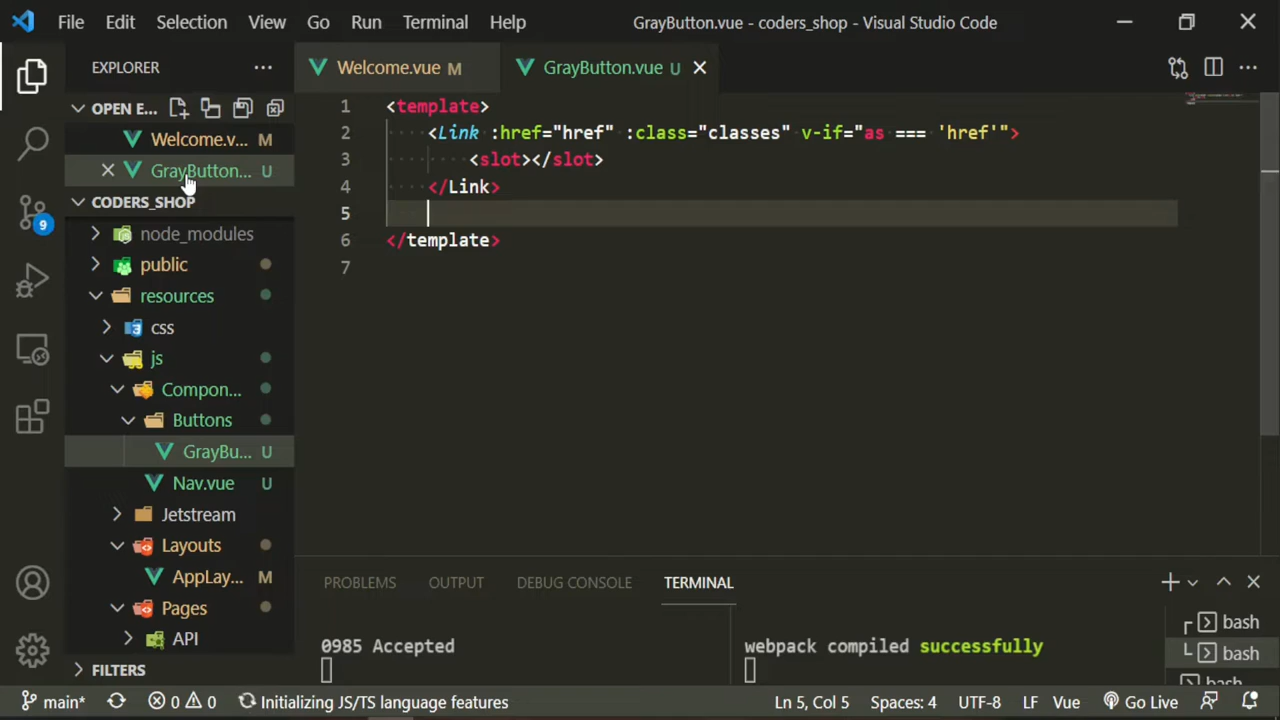 File Edit Selection View Go Run Terminal Help GrayButton.vue - coders_shop - Visual Studio Code
EXPLORER
OPEN E...
Welcome.v... M
GrayButton... U
CODERS_SHOP
node_modules
public
resources
css
js
Compon...
Buttons
GrayBu... U
Nav.vue U
Jetstream
Layouts
AppLay... M
Pages
API
FILTERS
Welcome.vue M GrayButton.vue U
1 <template>
2 <Link :href="href" :class="classes" v-if="as === 'href'">
3 <slot></slot>
4 </Link>
5
6 </template>
7
PROBLEMS OUTPUT DEBUG CONSOLE TERMINAL
0985 Accepted
webpack compiled successfully
bash
bash
bash
9
main* 0 0 Initializing JS/TS language features Ln 5, Col 5 Spaces: 4 UTF-8 LF Vue Go Live